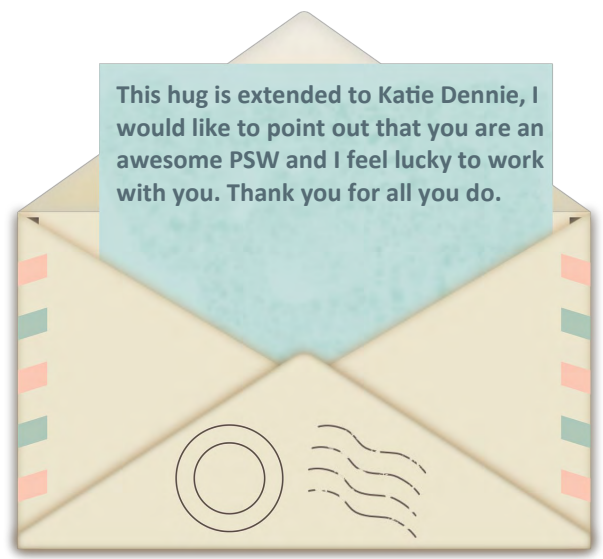 This hug is extended to Katie Dennie, I
would like to point out that you are an
awesome PSW and I feel lucky to work
with you. Thank you for all you do.